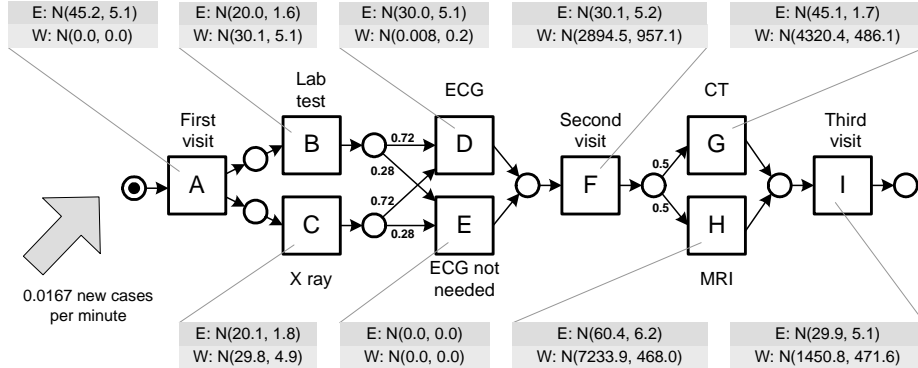 E: N(45.2, 5.1)
W: N(0.0, 0.0)
E: N(20.0, 1.6)
W: N(30.1, 5.1)
E: N(30.0, 5.1)
W: N(0.008, 0.2)
E: N(30.1, 5.2)
W: N(2894.5, 957.1)
E: N(45.1, 1.7)
W: N(4320.4, 486.1)
Lab
test
ECG
CT
First
visit
Second
visit
Third
visit
A
B
C
D
E
F
G
H
I
0.72
0.28
0.72
0.28
0.5
0.5
X ray
ECG not
needed
MRI
0.0167 new cases
per minute
E: N(20.1, 1.8)
W: N(29.8, 4.9)
E: N(0.0, 0.0)
W: N(0.0, 0.0)
E: N(60.4, 6.2)
W: N(7233.9, 468.0)
E: N(29.9, 5.1)
W: N(1450.8, 471.6)